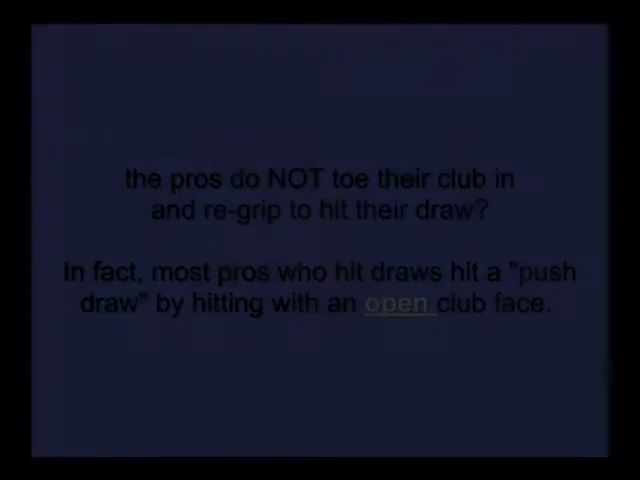 the pros do NOT toe their club in
and re-grip to hit their draw?
In fact, most pros who hit draws hit a "push
draw" by hitting with an open club face.